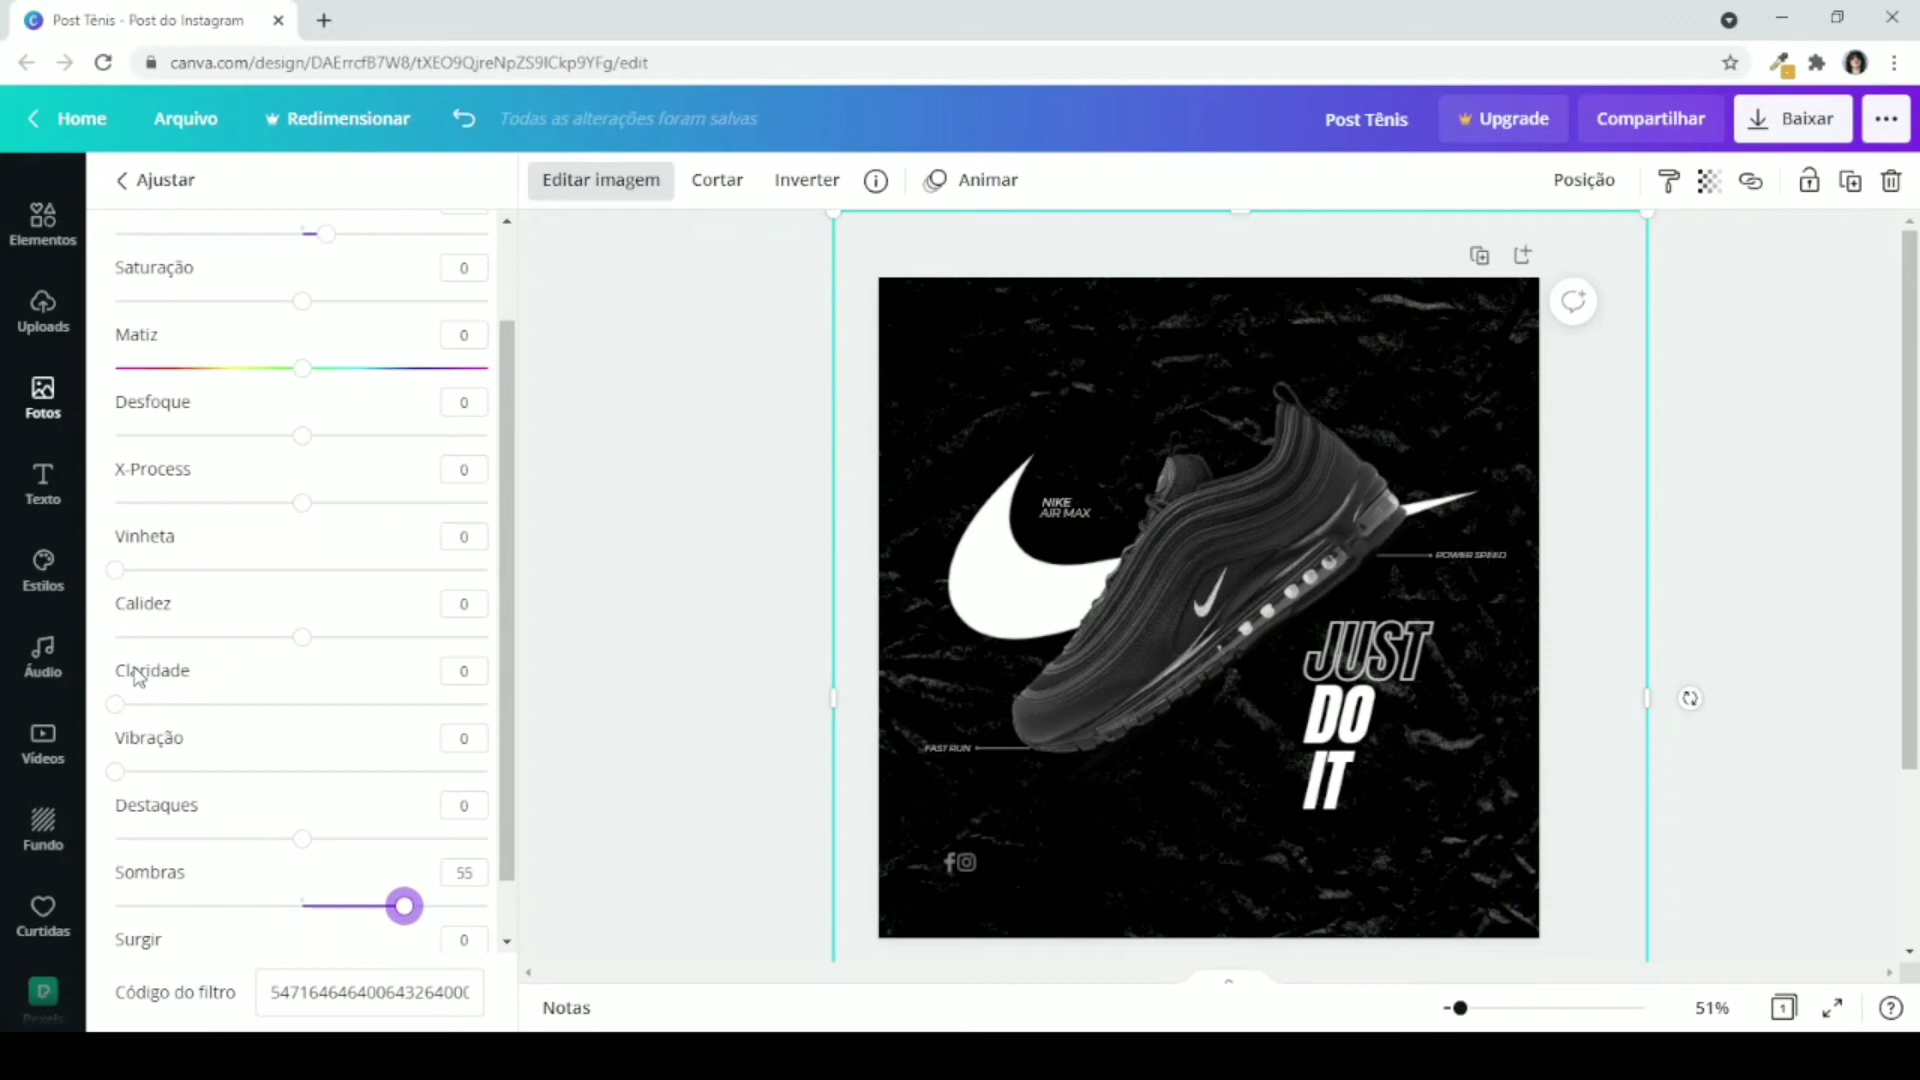 Post Tênis - Post do Instagram
canva.com/design/DAErrcfB7W8/tXEO9QjreNpZS9lCkp9YFg/edit
Home
Arquivo
Redimensionar
Todas as alterações foram salvas
Post Tênis
Upgrade
Compartilhar
Baixar
Ajustar
Editar imagem
Cortar
Inverter
Animar
Posição
Elementos
Uploads
Fotos
Texto
Estilos
Áudio
Vídeos
Fundo
Curtidas
Pexels
Saturação 0
Matiz 0
Desfoque 0
X-Process 0
Vinheta 0
Calidez 0
Claridade 0
Vibração 0
Destaques 0
Sombras 55
Surgir 0
Código do filtro 547164646400643264000
NIKE
AIR MAX
POWER SPEED
JUST
DO
IT
FAST RUN
Notas
51%
1